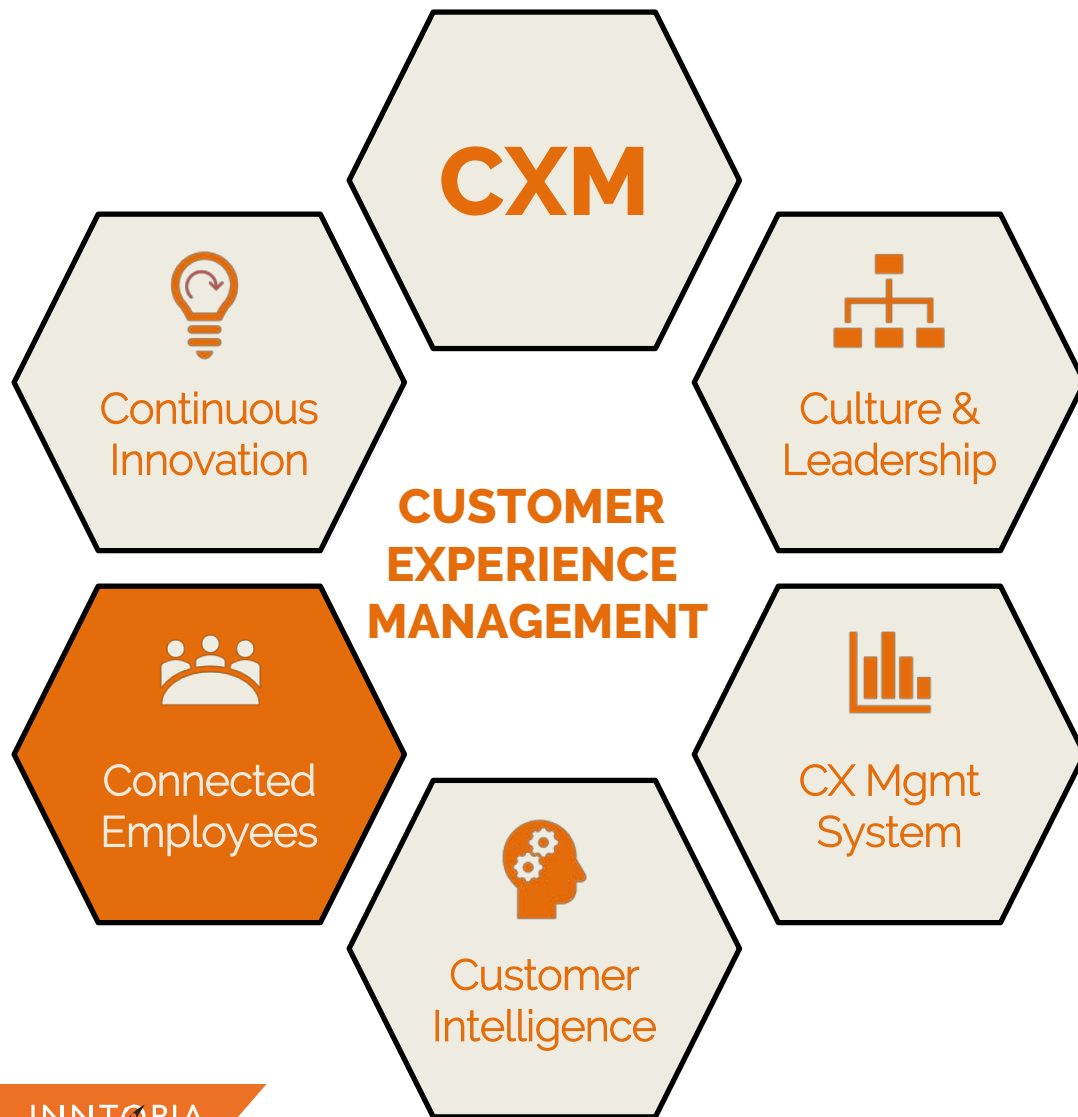 CXM
Continuous
Innovation
Culture &
Leadership
CUSTOMER
EXPERIENCE
MANAGEMENT
Connected
Employees
CX Mgmt
System
Customer
Intelligence